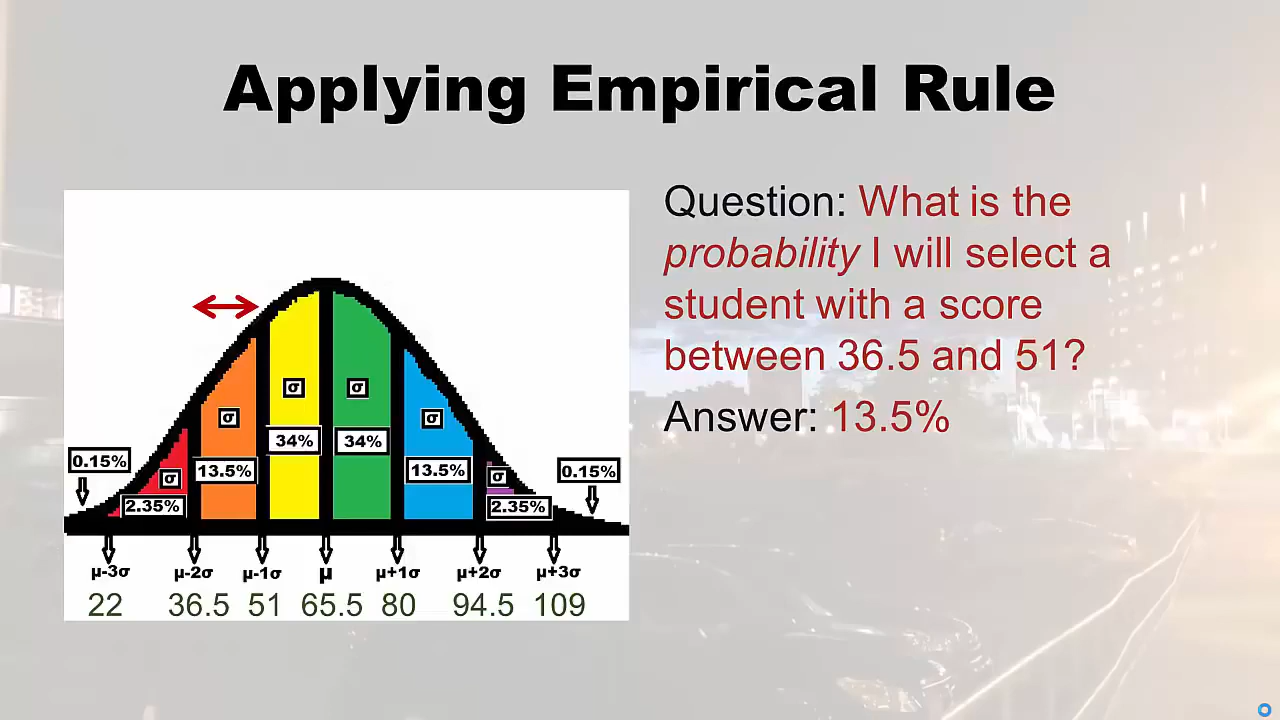 Applying Empirical Rule
Question: What is the
probability I will select a
student with a score
between 36.5 and 51?
Answer: 13.5%
σ σ
σ σ
34% 34%
0.15% σ 13.5% 13.5% σ 0.15%
2.35% 2.35%
μ-3σ μ-2σ μ-1σ μ μ+1σ μ+2σ μ+3σ
22 36.5 51 65.5 80 94.5 109